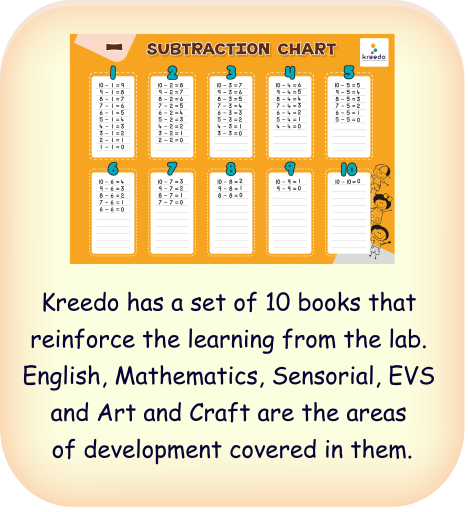 SUBTRACTION CHART
kreedo
1
10 - 1 = 9
9 - 1 = 8
8 - 1 = 7
7 - 1 = 6
6 - 1 = 5
5 - 1 = 4
4 - 1 = 3
3 - 1 = 2
2 - 1 = 1
1 - 1 = 0
2
10 - 2 = 8
9 - 2 = 7
8 - 2 = 6
7 - 2 = 5
6 - 2 = 4
5 - 2 = 3
4 - 2 = 2
3 - 2 = 1
2 - 2 = 0
3
10 - 3 = 7
9 - 3 = 6
8 - 3 = 5
7 - 3 = 4
6 - 3 = 3
5 - 3 = 2
4 - 3 = 1
3 - 3 = 0
4
10 - 4 = 6
9 - 4 = 5
8 - 4 = 4
7 - 4 = 3
6 - 4 = 2
5 - 4 = 1
4 - 4 = 0
5
10 - 5 = 5
9 - 5 = 4
8 - 5 = 3
7 - 5 = 2
6 - 5 = 1
5 - 5 = 0
6
10 - 6 = 4
9 - 6 = 3
8 - 6 = 2
7 - 6 = 1
6 - 6 = 0
7
10 - 7 = 3
9 - 7 = 2
8 - 7 = 1
7 - 7 = 0
8
10 - 8 = 2
9 - 8 = 1
8 - 8 = 0
9
10 - 9 = 1
9 - 9 = 0
10
10 - 10 = 0
Kreedo has a set of 10 books that
reinforce the learning from the lab.
English, Mathematics, Sensorial, EVS
and Art and Craft are the areas
of development covered in them.